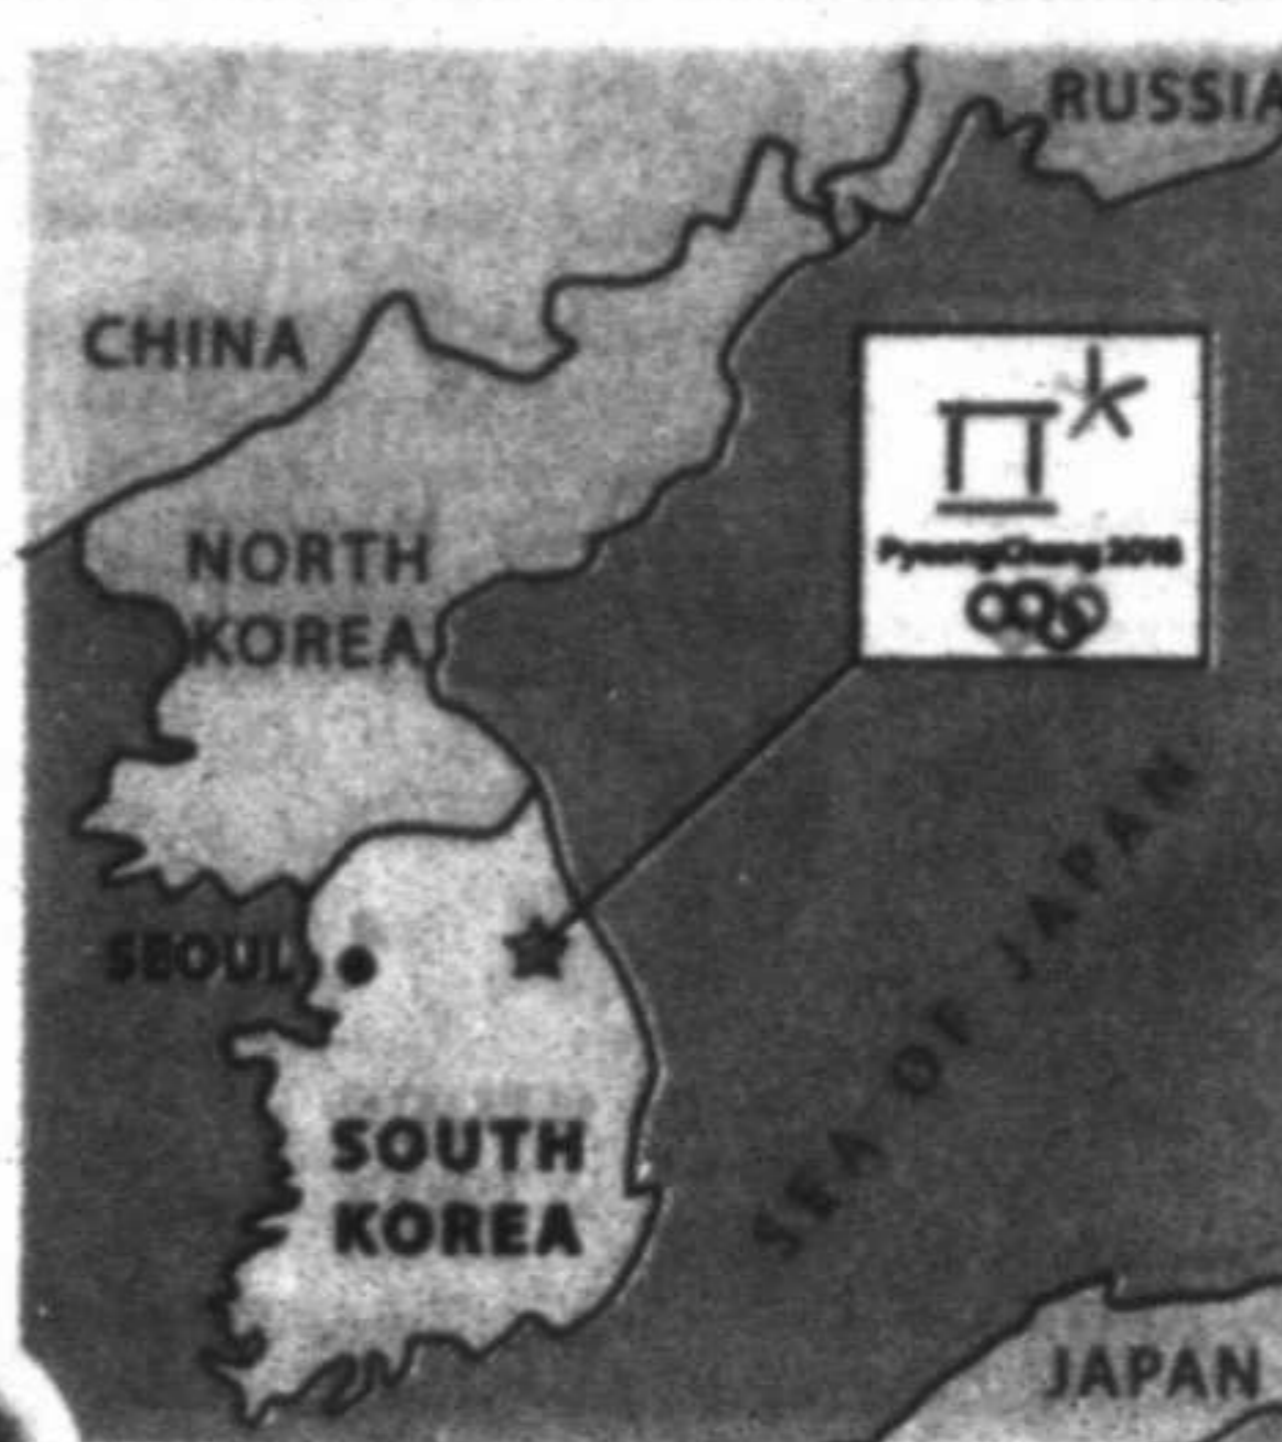 RUSSIA
CHINA
NORTH
KOREA
PyeongChang 2018
SEOUL
SEA OF JAPAN
SOUTH
KOREA
JAPAN